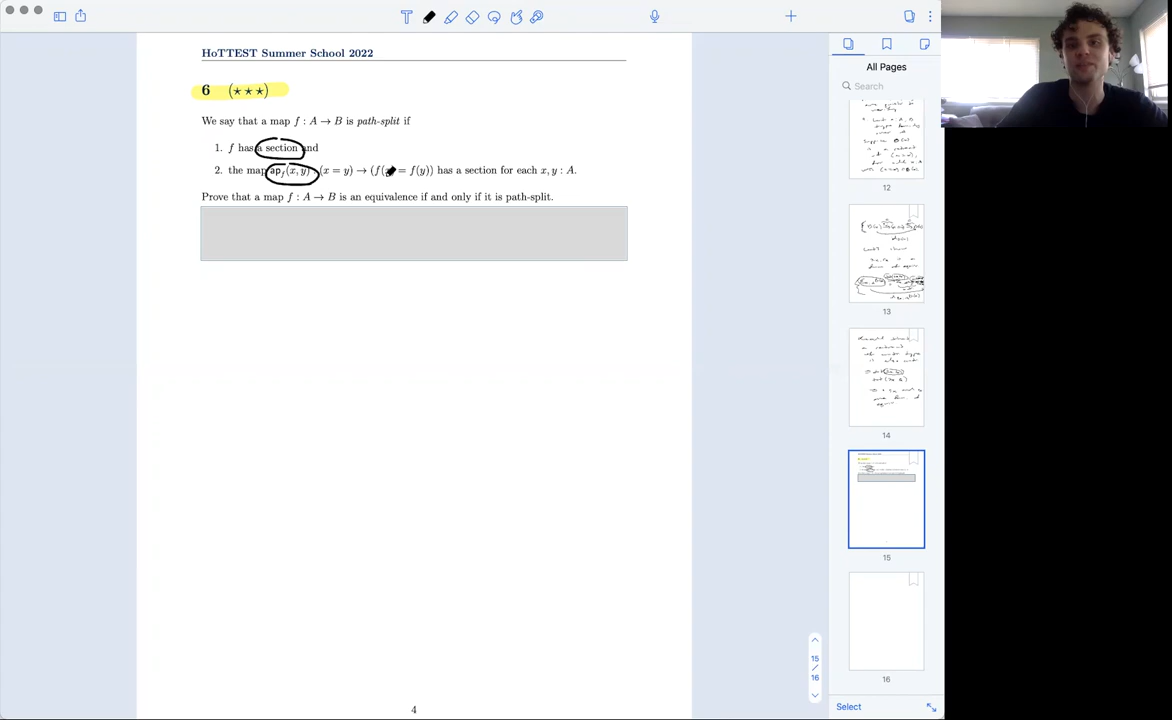 HoTTEST Summer School 2022
6 (⋆⋆⋆)
We say that a map f : A → B is path-split if
1. f has a section and
2. the map ap_f(x, y) (x = y) → (f( = f(y)) has a section for each x, y : A.
Prove that a map f : A → B is an equivalence if and only if it is path-split.
4
15
/
16
All Pages
Search
12
13
14
15
16
Select